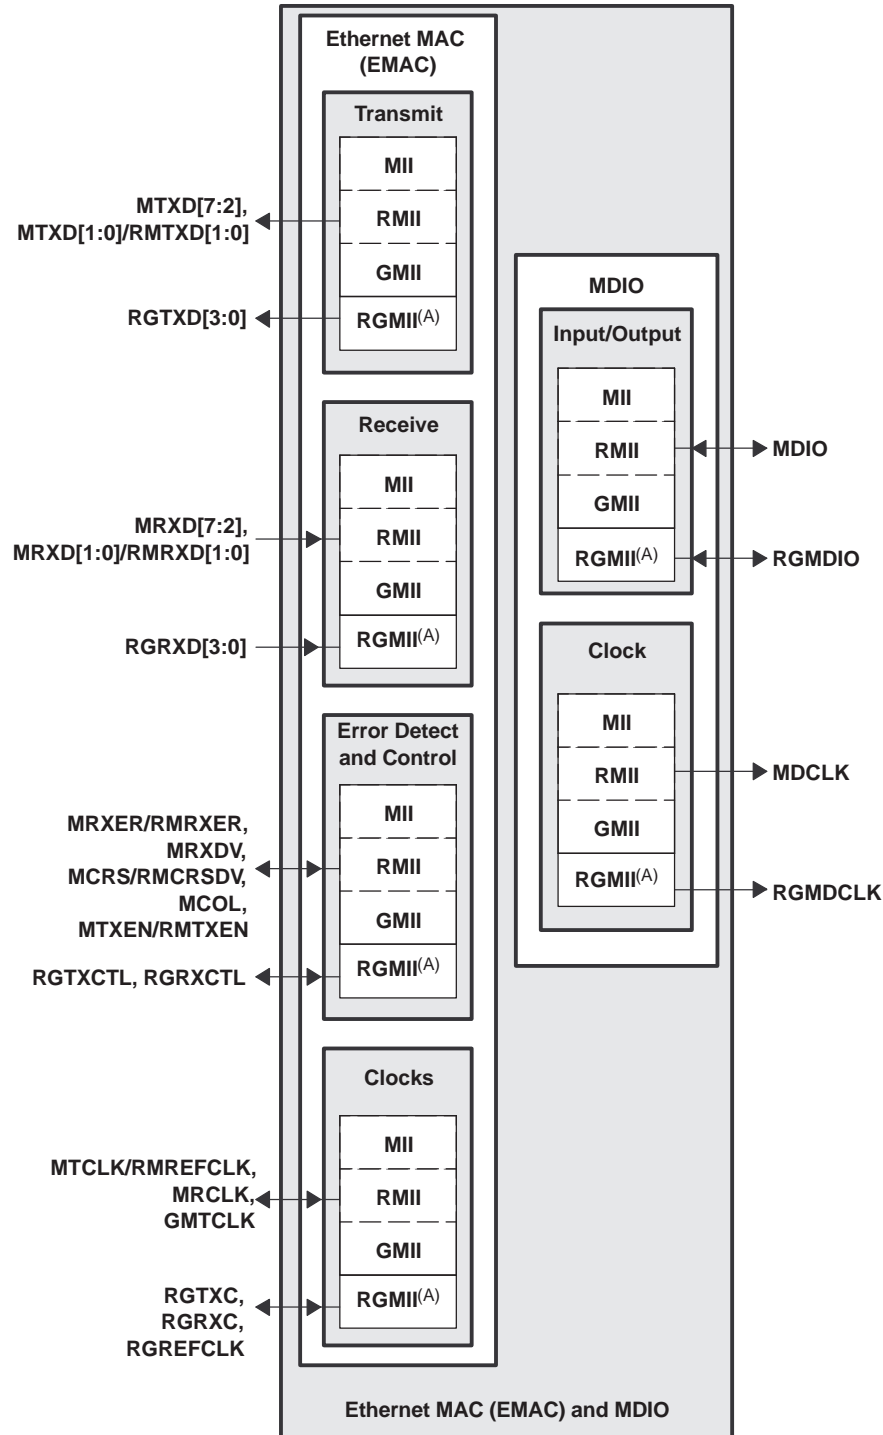 Ethernet MAC
(EMAC)
Transmit
MII
RMII
GMII
RGMII(A)
MTXD[7:2],
MTXD[1:0]/RMTXD[1:0]
RGTXD[3:0]
Receive
MII
RMII
GMII
RGMII(A)
MRXD[7:2],
MRXD[1:0]/RMRXD[1:0]
RGRXD[3:0]
Error Detect
and Control
MII
RMII
GMII
RGMII(A)
MRXER/RMRXER,
MRXDV,
MCRS/RMCRSDV,
MCOL,
MTXEN/RMTXEN
RGTXCTL, RGRXCTL
Clocks
MII
RMII
GMII
RGMII(A)
MTCLK/RMREFCLK,
MRCLK,
GMTCLK
RGTXC,
RGRXC,
RGREFCLK
MDIO
Input/Output
MII
RMII
GMII
RGMII(A)
MDIO
RGMDIO
Clock
MII
RMII
GMII
RGMII(A)
MDCLK
RGMDCLK
Ethernet MAC (EMAC) and MDIO